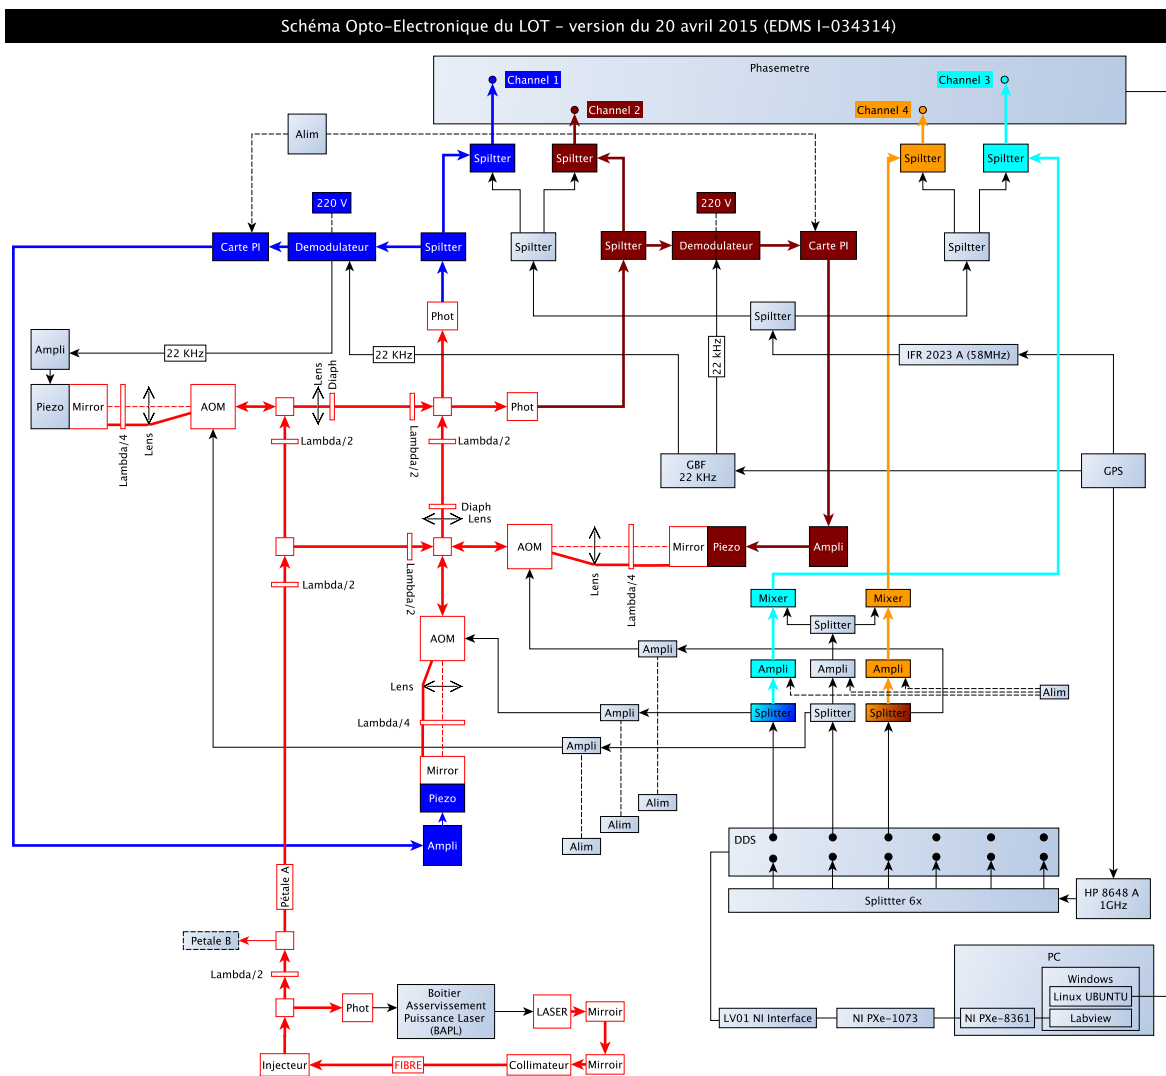 Schéma Opto-Electronique du LOT - version du 20 avril 2015 (EDMS I-034314)
Phasemetre
Channel 1
Channel 3
Channel 2
Channel 4
Alim
Spiltter
Spiltter
Spiltter
Spiltter
220 V
220 V
Carte PI
Demodulateur
Spiltter
Spiltter
Spiltter
Demodulateur
Carte PI
Spiltter
Phot
Spiltter
Ampli
22 KHz
22 KHz
22 kHz
IFR 2023 A (58MHz)
Piezo
Mirror
Lambda/4
Lens
AOM
Lens
Diaph
Lambda/2
Phot
Lambda/2
Lambda/2
GBF
22 KHz
GPS
Diaph
Lens
AOM
Lens
Lambda/4
Mirror
Piezo
Ampli
Lambda/2
Lambda/2
Mixer
Mixer
Splitter
AOM
Ampli
Ampli
Ampli
Ampli
Lens
Alim
Lambda/4
Ampli
Splitter
Splitter
Splitter
Ampli
Mirror
Piezo
Alim
Alim
Alim
Ampli
DDS
Pétale A
Splittter 6x
HP 8648 A
1GHz
Petale B
Lambda/2
Phot
Boitier
Asservissement
Puissance Laser
(BAPL)
LASER
Mirroir
PC
Windows
Linux UBUNTU
LV01 NI Interface
NI PXe-1073
NI PXe-8361
Labview
Injecteur
FIBRE
Collimateur
Mirroir